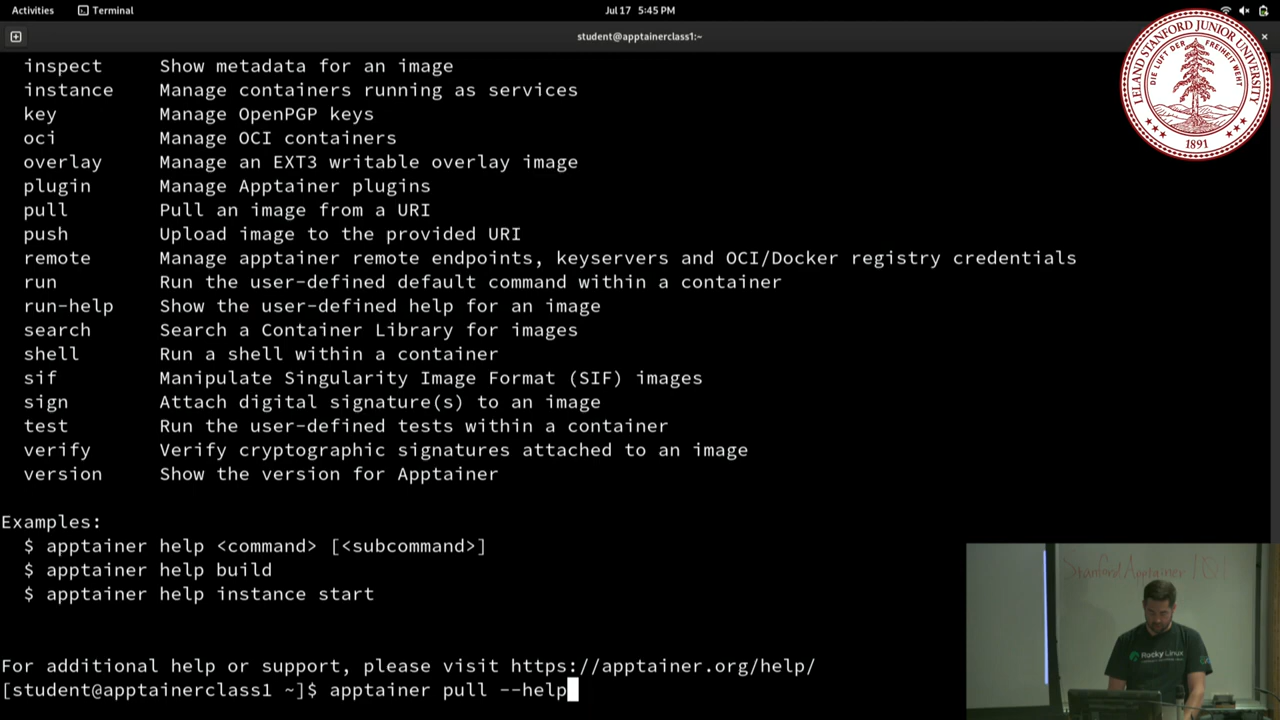 Activities Terminal Jul 17 5:45 PM
student@apptainerclass1:~
inspect Show metadata for an image
instance Manage containers running as services
key Manage OpenPGP keys
oci Manage OCI containers
overlay Manage an EXT3 writable overlay image
plugin Manage Apptainer plugins
pull Pull an image from a URI
push Upload image to the provided URI
remote Manage apptainer remote endpoints, keyservers and OCI/Docker registry credentials
run Run the user-defined default command within a container
run-help Show the user-defined help for an image
search Search a Container Library for images
shell Run a shell within a container
sif Manipulate Singularity Image Format (SIF) images
sign Attach digital signature(s) to an image
test Run the user-defined tests within a container
verify Verify cryptographic signatures attached to an image
version Show the version for Apptainer
Examples:
$ apptainer help <command> [<subcommand>]
$ apptainer help build
$ apptainer help instance start
For additional help or support, please visit https://apptainer.org/help/
[student@apptainerclass1 ~]$ apptainer pull --help
LELAND STANFORD JUNIOR UNIVERSITY
DIE LUFT DER FREIHEIT WEHT
1891
Stanford Apptainer 101
Rocky Linux